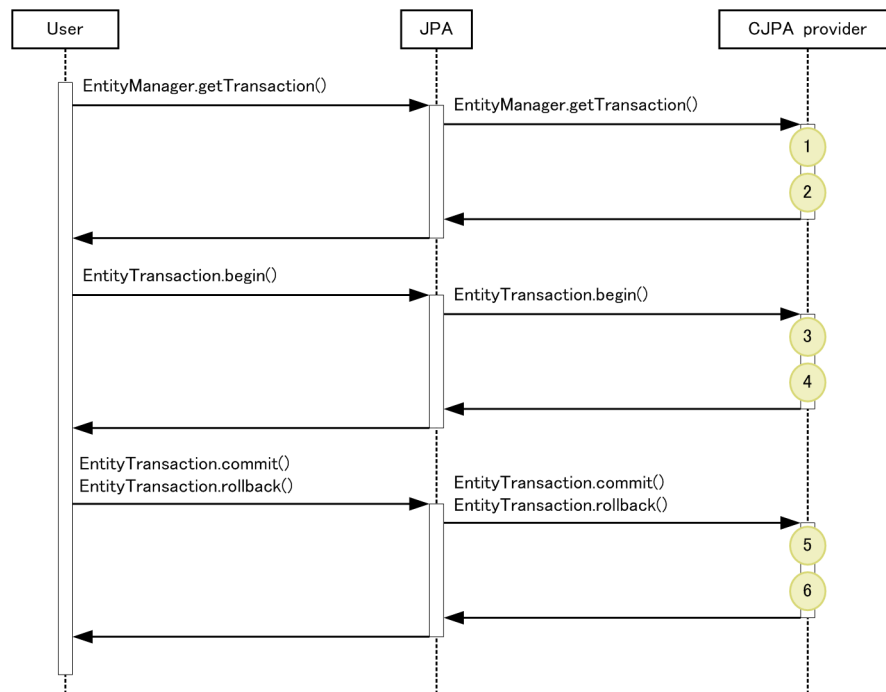 User
JPA
CJPA provider
EntityManager.getTransaction()
EntityManager.getTransaction()
1
2
EntityTransaction.begin()
EntityTransaction.begin()
3
4
EntityTransaction.commit()
EntityTransaction.rollback()
EntityTransaction.commit()
EntityTransaction.rollback()
5
6